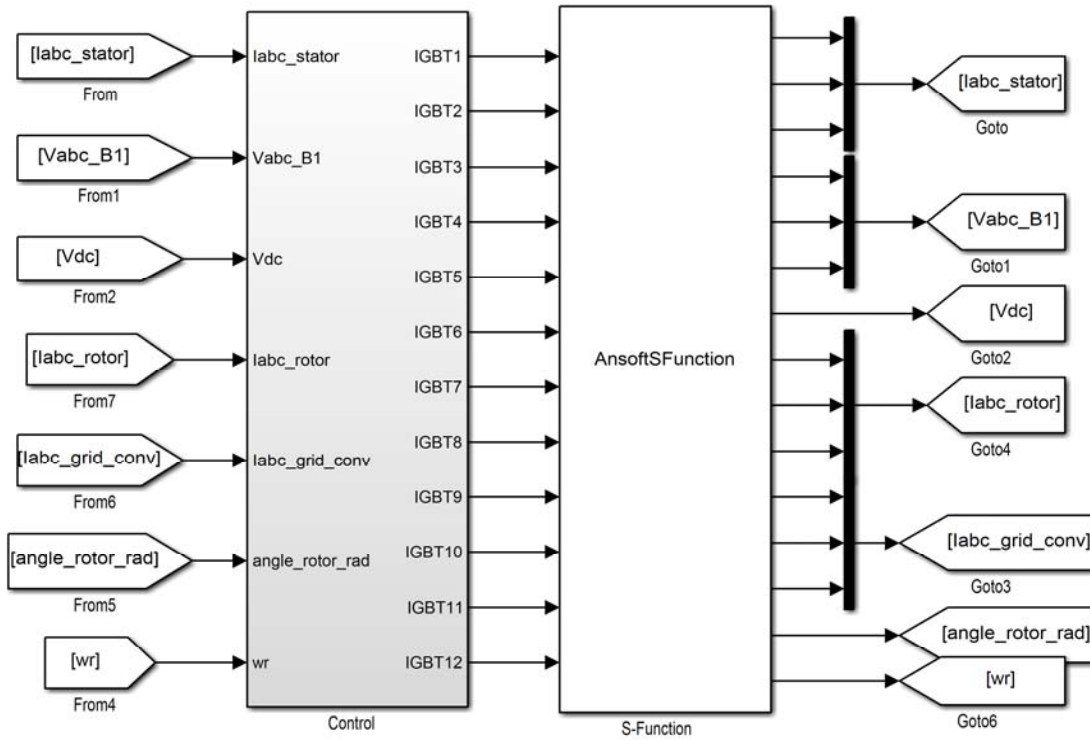 [Iabc_stator]
From
[Vabc_B1]
From1
[Vdc]
From2
[Iabc_rotor]
From7
[Iabc_grid_conv]
From6
[angle_rotor_rad]
From5
[wr]
From4
Iabc_stator
Vabc_B1
Vdc
Iabc_rotor
Iabc_grid_conv
angle_rotor_rad
wr
IGBT1
IGBT2
IGBT3
IGBT4
IGBT5
IGBT6
IGBT7
IGBT8
IGBT9
IGBT10
IGBT11
IGBT12
Control
AnsoftSFunction
S-Function
[Iabc_stator]
Goto
[Vabc_B1]
Goto1
[Vdc]
Goto2
[Iabc_rotor]
Goto4
[Iabc_grid_conv]
Goto3
[angle_rotor_rad]
[wr]
Goto6